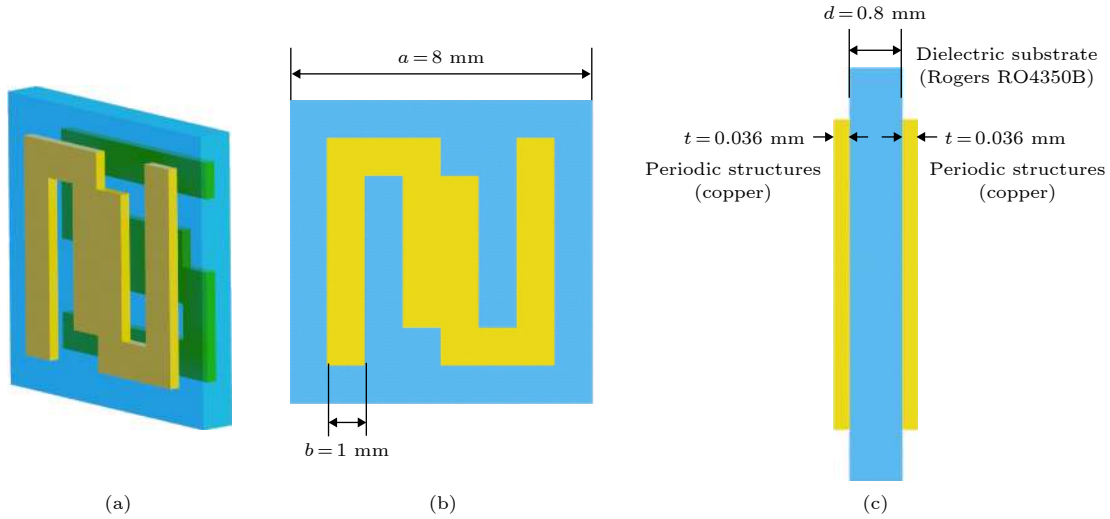 a=8 mm
b=1 mm
d=0.8 mm
Dielectric substrate
(Rogers RO4350B)
t=0.036 mm
Periodic structures
(copper)
t=0.036 mm
Periodic structures
(copper)
(a)
(b)
(c)